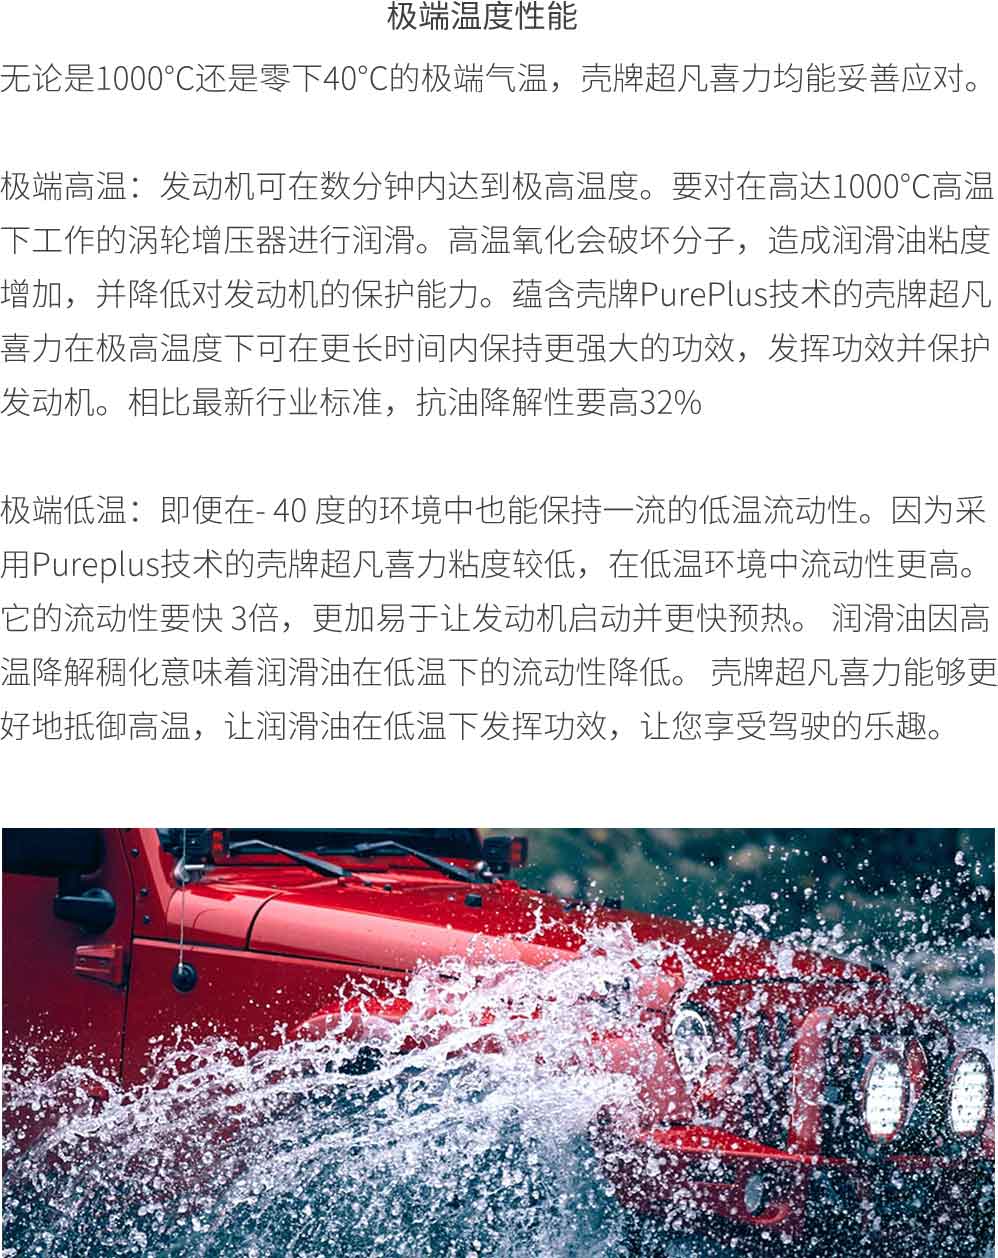 极端温度性能
无论是1000°C还是零下40°C的极端气温，壳牌超凡喜力均能妥善应对。
极端高温：发动机可在数分钟内达到极高温度。要对在高达1000°C高温
下工作的涡轮增压器进行润滑。高温氧化会破坏分子，造成润滑油粘度
增加，并降低对发动机的保护能力。蕴含壳牌PurePlus技术的壳牌超凡
喜力在极高温度下可在更长时间内保持更强大的功效，发挥功效并保护
发动机。相比最新行业标准，抗油降解性要高32%
极端低温：即便在- 40 度的环境中也能保持一流的低温流动性。因为采
用Pureplus技术的壳牌超凡喜力粘度较低，在低温环境中流动性更高。
它的流动性要快 3倍，更加易于让发动机启动并更快预热。 润滑油因高
温降解稠化意味着润滑油在低温下的流动性降低。 壳牌超凡喜力能够更
好地抵御高温，让润滑油在低温下发挥功效，让您享受驾驶的乐趣。